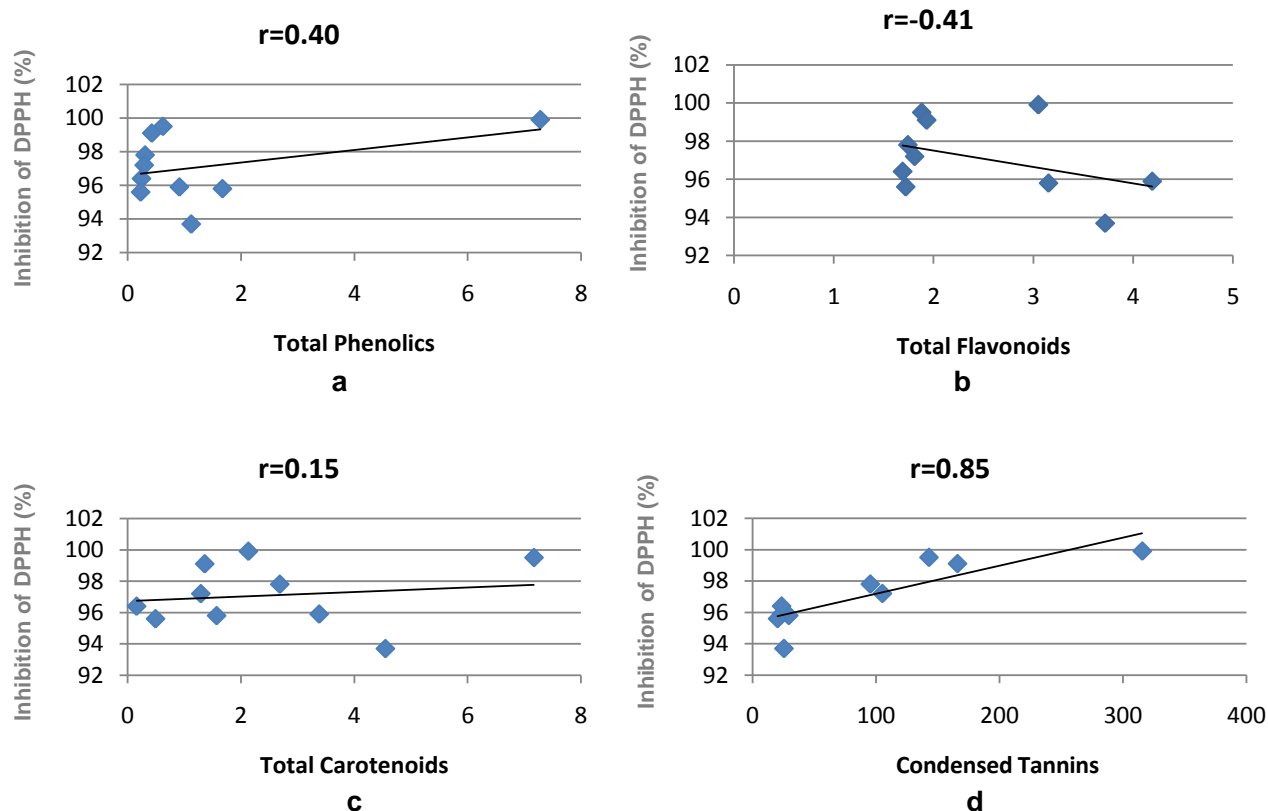 r=0.40
Inhibition of DPPH (%)
102
100
98
96
94
92
0 2 4 6 8
Total Phenolics
a
r=-0.41
Inhibition of DPPH (%)
102
100
98
96
94
92
0 1 2 3 4 5
Total Flavonoids
b
r=0.15
Inhibition of DPPH (%)
102
100
98
96
94
92
0 2 4 6 8
Total Carotenoids
c
r=0.85
Inhibition of DPPH (%)
102
100
98
96
94
92
0 100 200 300 400
Condensed Tannins
d